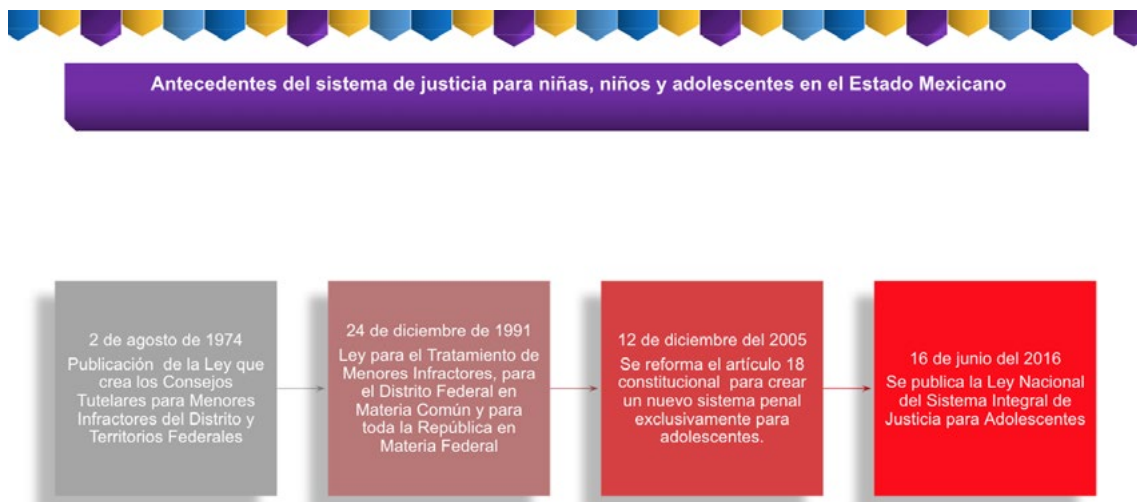 Antecedentes del sistema de justicia para niñas, niños y adolescentes en el Estado Mexicano
2 de agosto de 1974
Publicación de la Ley que
crea los Consejos
Tutelares para Menores
Infractores del Distrito y
Territorios Federales
24 de diciembre de 1991
Ley para el Tratamiento de
Menores Infractores, para
el Distrito Federal en
Materia Común y para
toda la República en
Materia Federal
12 de diciembre del 2005
Se reforma el artículo 18
constitucional para crear
un nuevo sistema penal
exclusivamente para
adolescentes.
16 de junio del 2016
Se publica la Ley Nacional
del Sistema Integral de
Justicia para Adolescentes